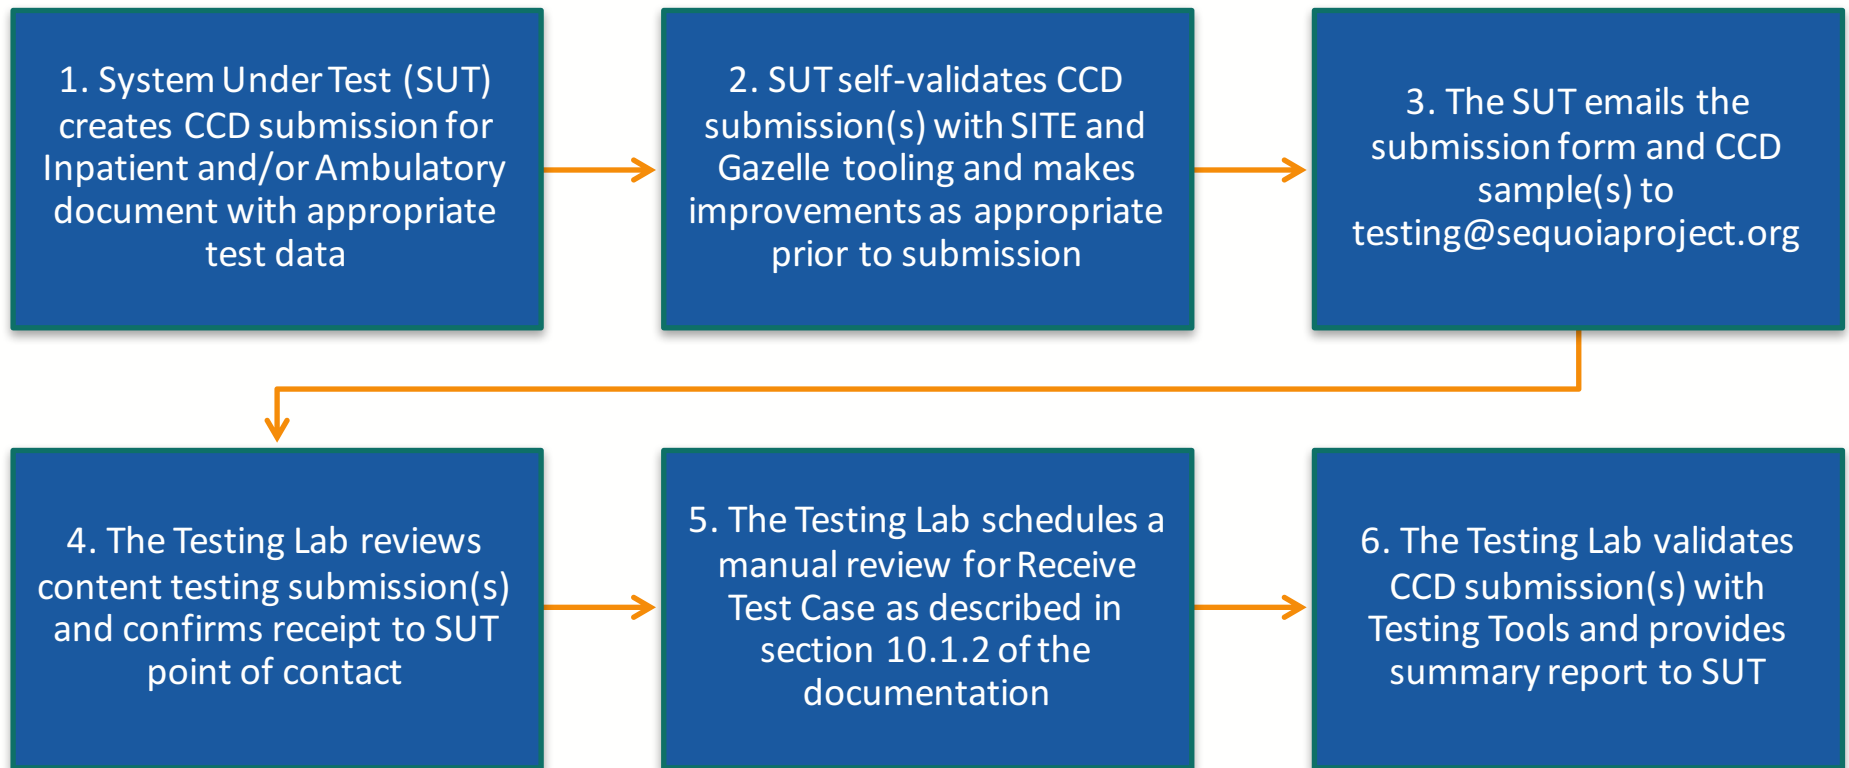 1. System Under Test (SUT)
creates CCD submission for
Inpatient and/or Ambulatory
document with appropriate
test data
2. SUT self-validates CCD
submission(s) with SITE and
Gazelle tooling and makes
improvements as appropriate
prior to submission
3. The SUT emails the
submission form and CCD
sample(s) to
testing@sequoiaproject.org
4. The Testing Lab reviews
content testing submission(s)
and confirms receipt to SUT
point of contact
5. The Testing Lab schedules a
manual review for Receive
Test Case as described in
section 10.1.2 of the
documentation
6. The Testing Lab validates
CCD submission(s) with
Testing Tools and provides
summary report to SUT